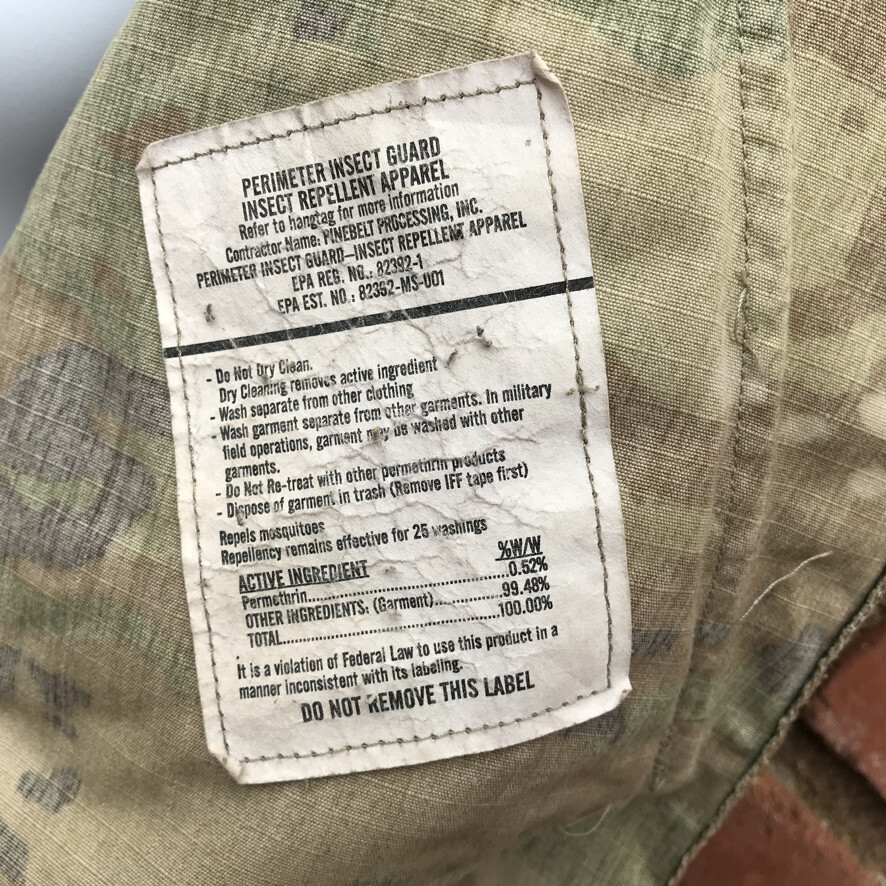 PERIMETER INSECT GUARD
INSECT REPELLENT APPAREL
Refer to hangtag for more information
Contractor Name: PINEBELT PROCESSING, INC.
PERIMETER INSECT GUARD—INSECT REPELLENT APPAREL
EPA REG. NO.: 82392-1
EPA EST. NO.: 82392-MS-001
- Do Not Dry Clean.
Dry Cleaning removes active ingredient
- Wash separate from other clothing
- Wash garment separate from other garments. In military
field operations, garment may be washed with other
garments.
- Do Not Re-treat with other permethrin products
- Dispose of garment in trash (Remove IFF tape first)
Repels mosquitoes
Repellency remains effective for 25 washings
%W/W
ACTIVE INGREDIENT
Permethrin..............................0.52%
OTHER INGREDIENTS. (Garment)............99.48%
TOTAL...................................100.00%
It is a violation of Federal Law to use this product in a
manner inconsistent with its labeling.
DO NOT REMOVE THIS LABEL